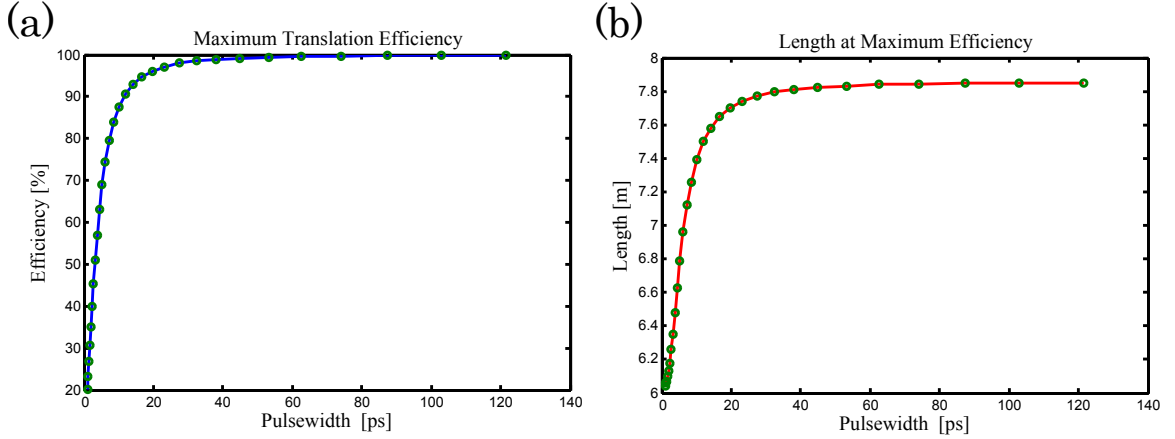 (a)
Maximum Translation Efficiency
Efficiency [%]
100
90
80
70
60
50
40
30
20
0 20 40 60 80 100 120 140
Pulsewidth [ps]
(b)
Length at Maximum Efficiency
Length [m]
8
7.8
7.6
7.4
7.2
7
6.8
6.6
6.4
6.2
6
0 20 40 60 80 100 120 140
Pulsewidth [ps]